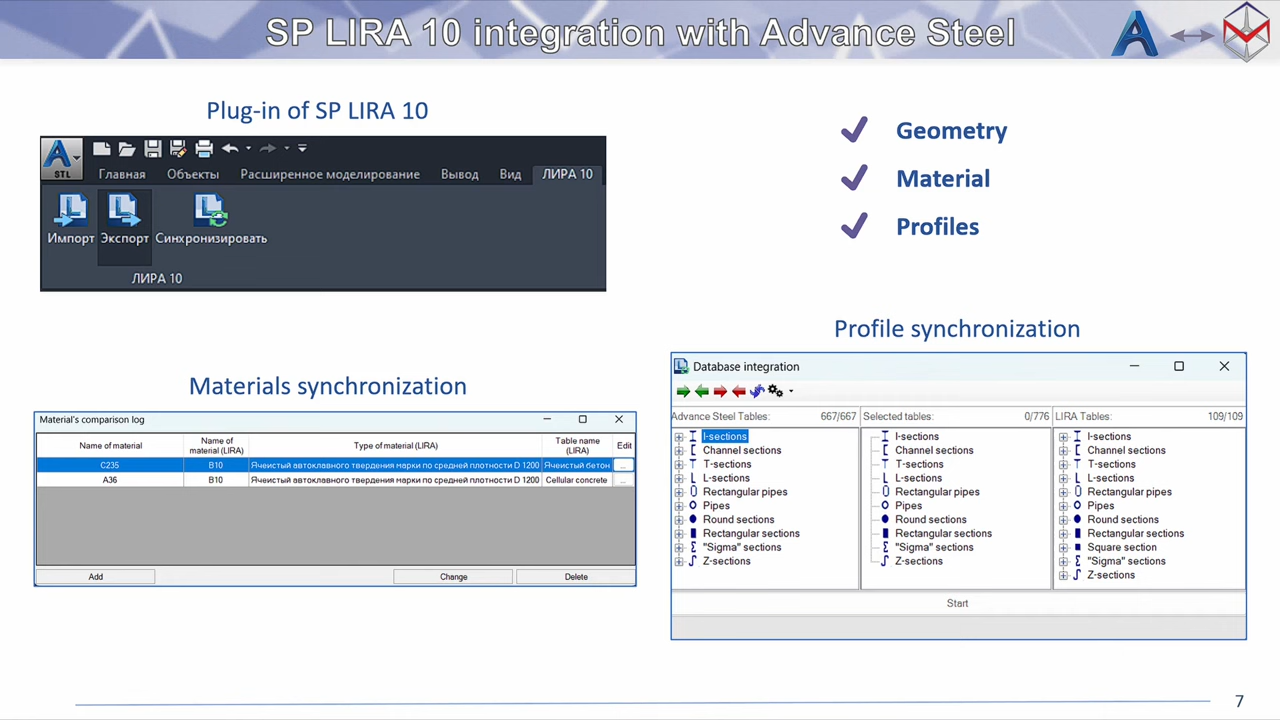 SP LIRA 10 integration with Advance Steel
Plug-in of SP LIRA 10
STL
Главная Объекты Расширенное моделирование Вывод Вид ЛИРА 10
Импорт Экспорт Синхронизировать
ЛИРА 10
Geometry
Material
Profiles
Materials synchronization
Material's comparison log
Name of material
Name of material (LIRA)
Type of material (LIRA)
Table name (LIRA)
Edit
C235 B10 Ячеистый автоклавного твердения марки по средней плотности D 1200 Ячеистый бетон ...
A36 B10 Ячеистый автоклавного твердения марки по средней плотности D 1200 Cellular concrete ...
Add Change Delete
Profile synchronization
Database integration
Advance Steel Tables: 667/667
I-sections
Channel sections
T-sections
L-sections
Rectangular pipes
Pipes
Round sections
Rectangular sections
"Sigma" sections
Z-sections
Selected tables: 0/776
I-sections
Channel sections
T-sections
L-sections
Rectangular pipes
Pipes
Round sections
Rectangular sections
"Sigma" sections
Z-sections
LIRA Tables: 109/109
I-sections
Channel sections
T-sections
L-sections
Rectangular pipes
Pipes
Round sections
Rectangular sections
Square section
"Sigma" sections
Z-sections
Start
7